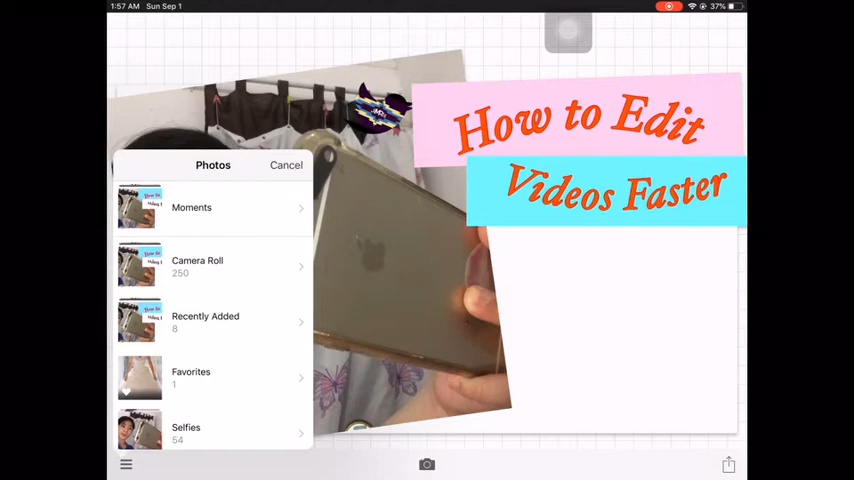 1:57 AM Sun Sep 1
37%
How to Edit
Videos Faster
Photos
Cancel
Moments
Camera Roll
250
Recently Added
8
Favorites
1
Selfies
54